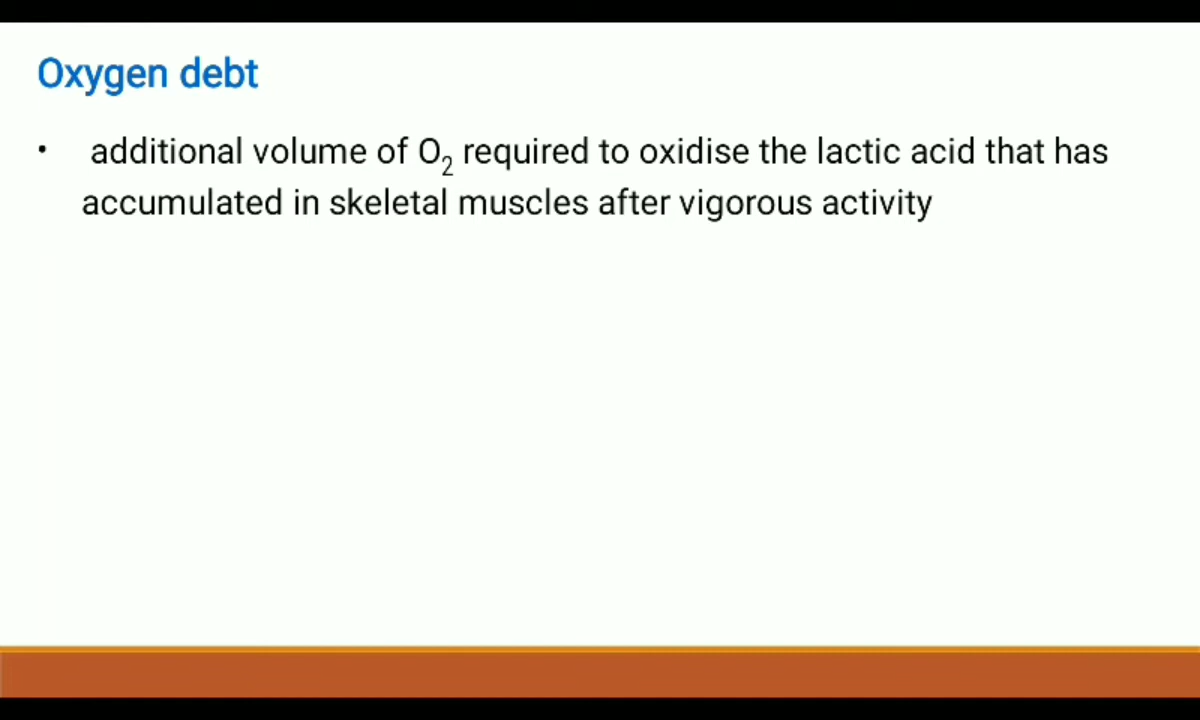 Oxygen debt
• additional volume of O₂ required to oxidise the lactic acid that has
accumulated in skeletal muscles after vigorous activity